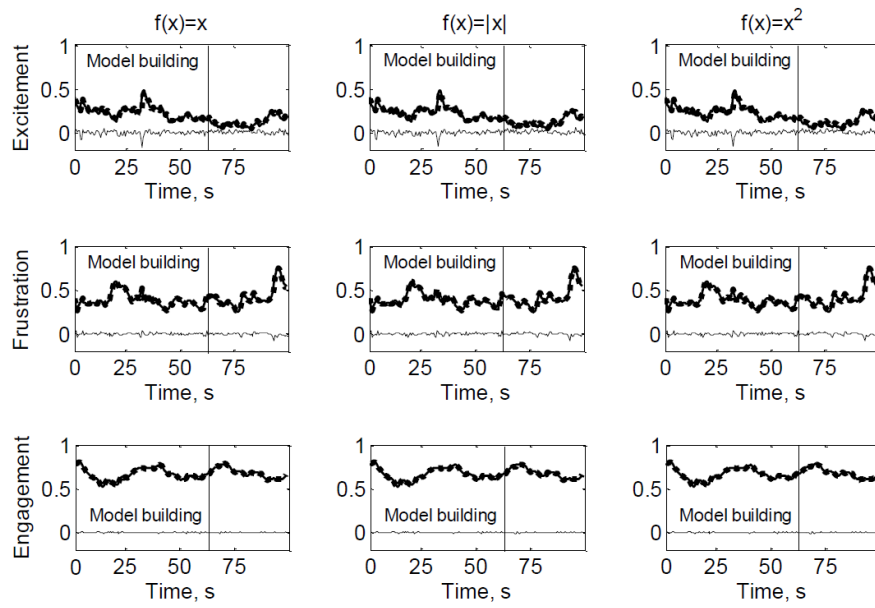 f(x)=x f(x)=|x| f(x)=x²
Excitement
1 1 1
Model building Model building Model building
0.5 0.5 0.5
0 0 0
0 25 50 75 0 25 50 75 0 25 50 75
Time, s Time, s Time, s
Frustration
1 1 1
Model building Model building Model building
0.5 0.5 0.5
0 0 0
0 25 50 75 0 25 50 75 0 25 50 75
Time, s Time, s Time, s
Engagement
1 1 1
0.5 0.5 0.5
Model building Model building Model building
0 0 0
0 25 50 75 0 25 50 75 0 25 50 75
Time, s Time, s Time, s